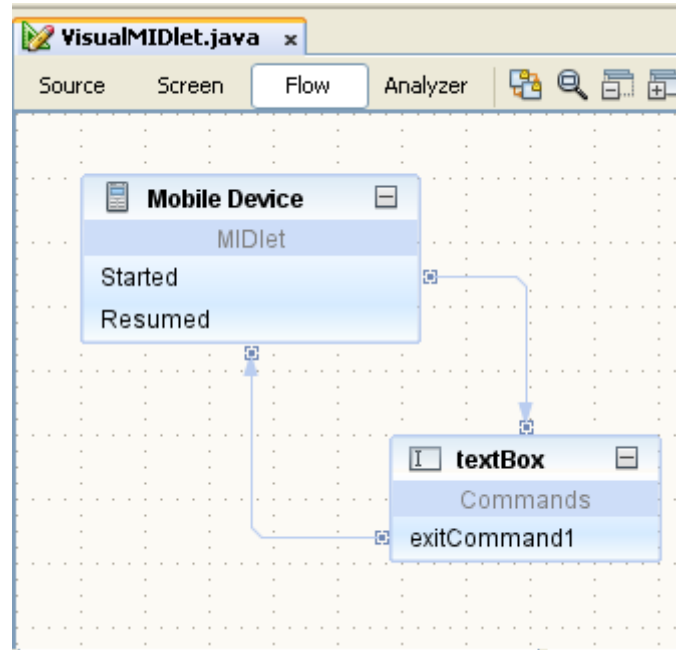 VisualMIDlet.java x
Source Screen Flow Analyzer
Mobile Device
MIDlet
Started
Resumed
textBox
Commands
exitCommand1